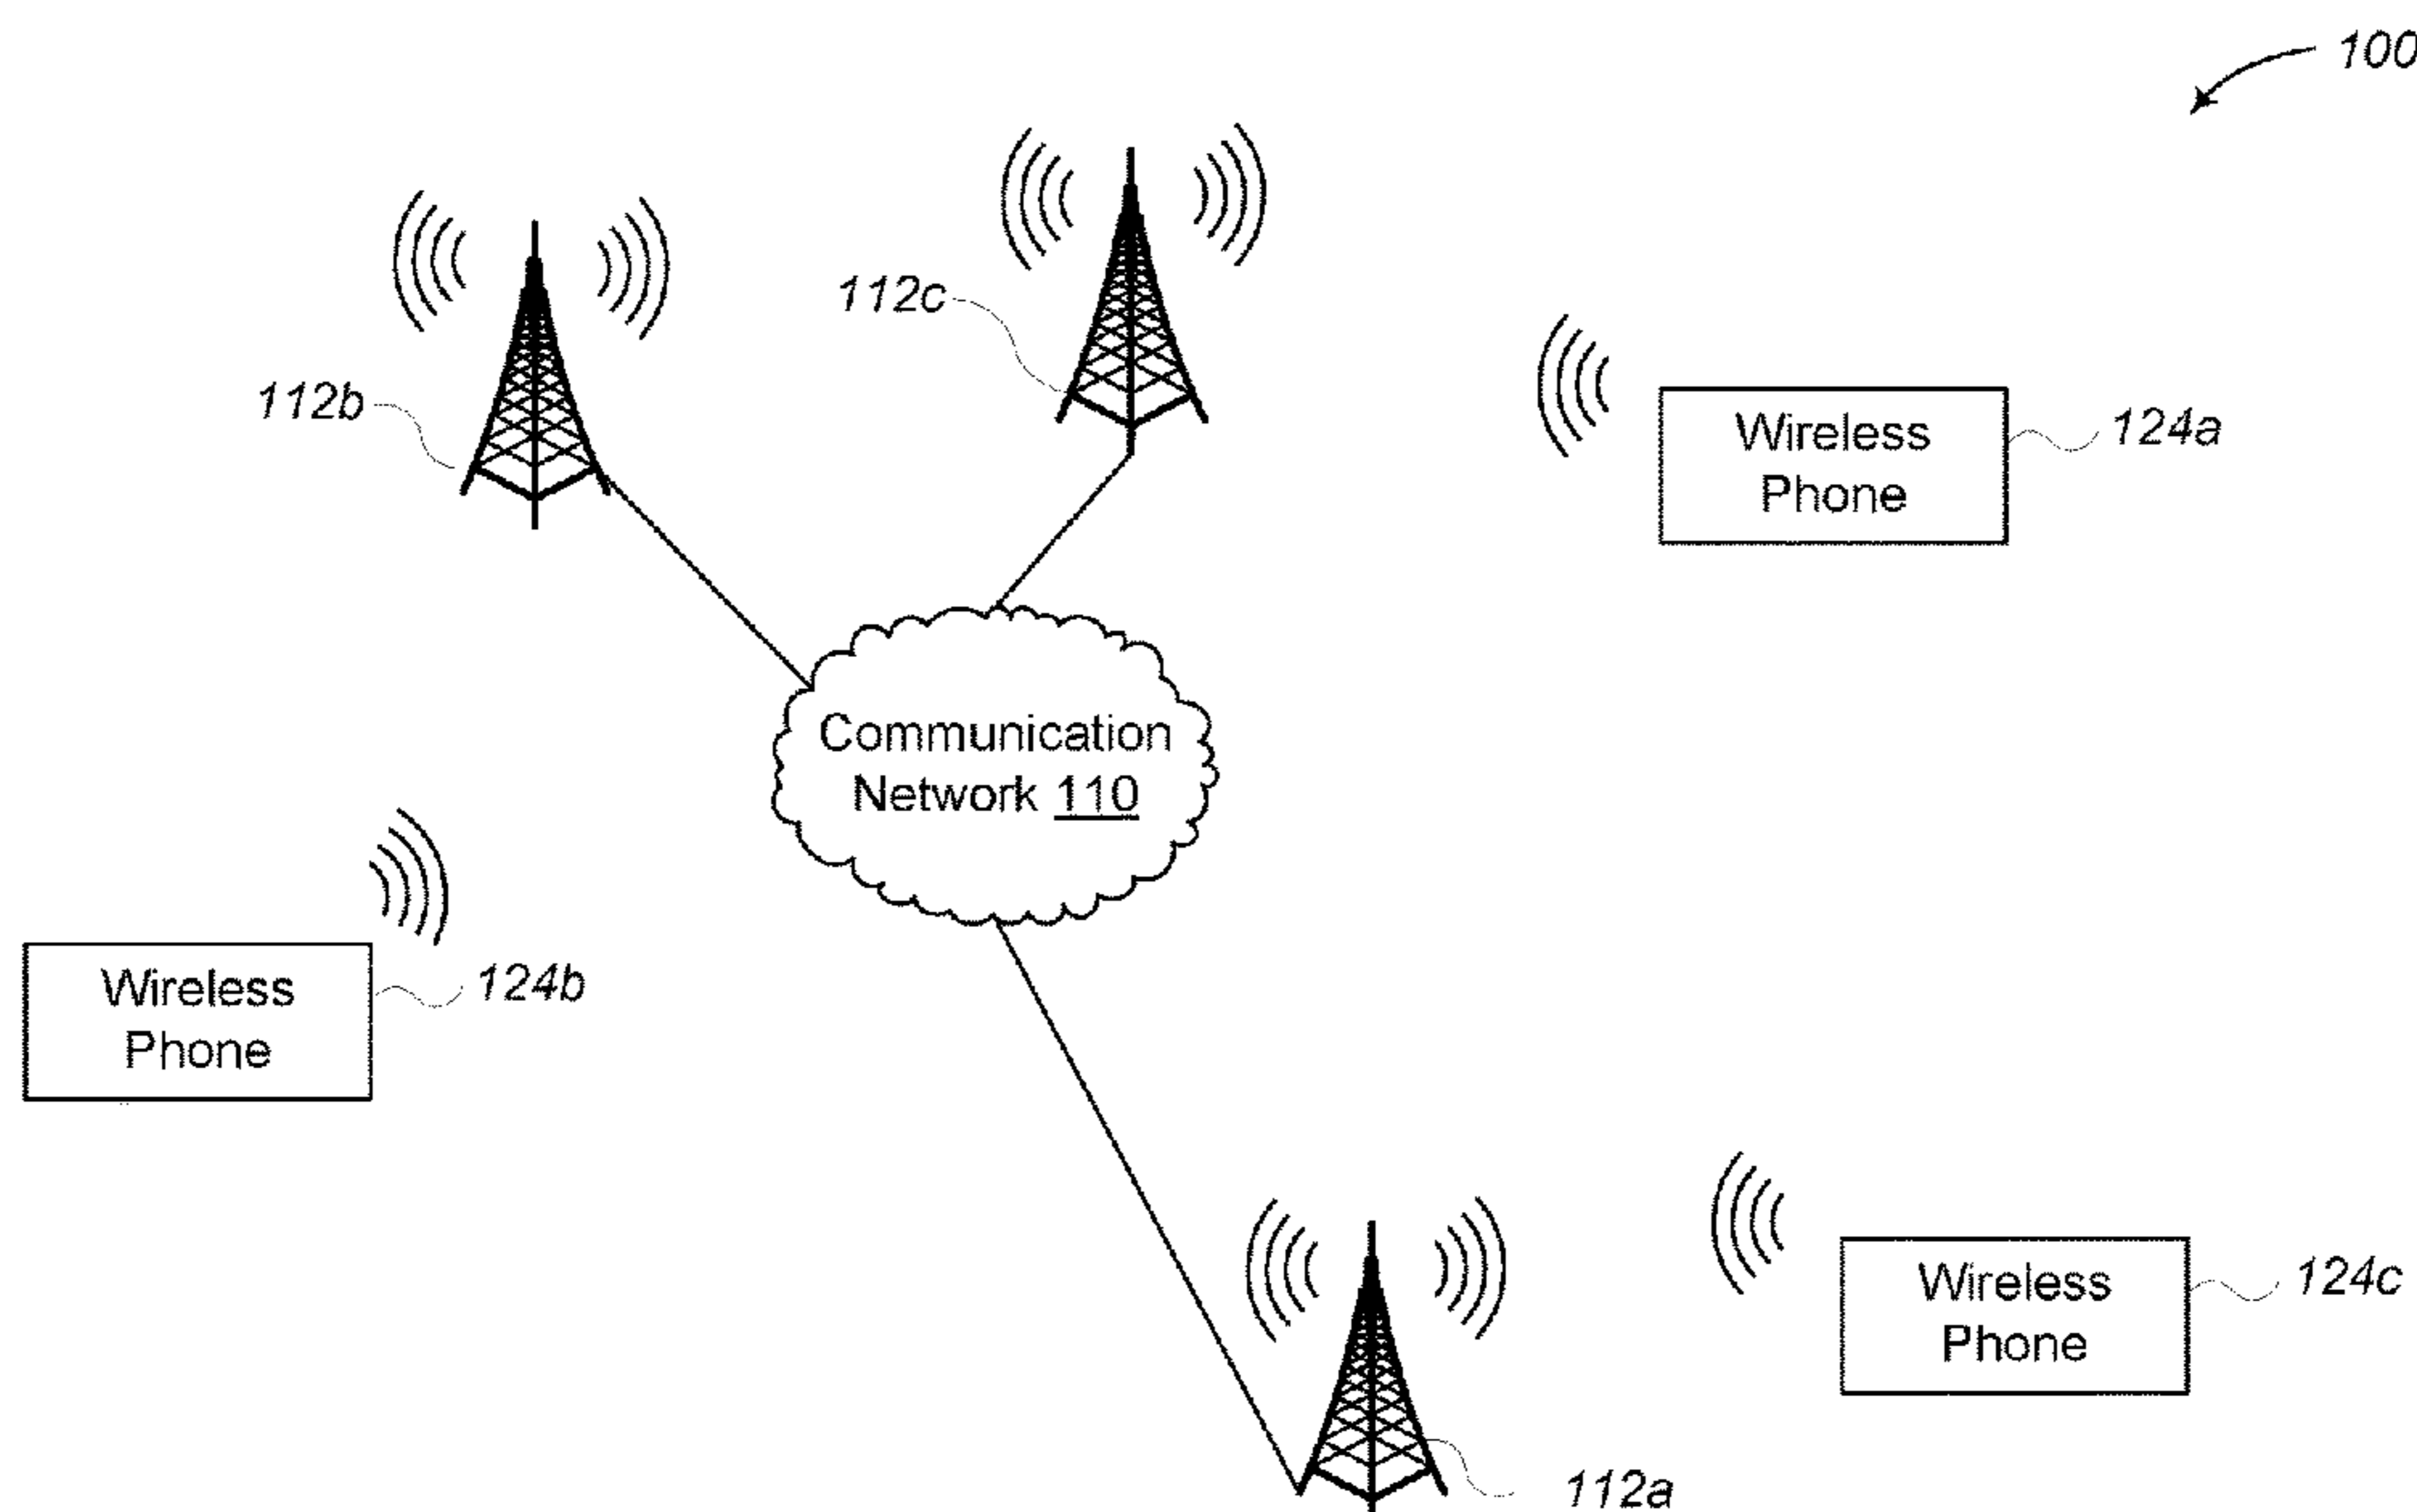 100
112c
112b
Wireless
Phone
124a
Communication
Network 110
Wireless
Phone
124b
Wireless
Phone
124c
112a